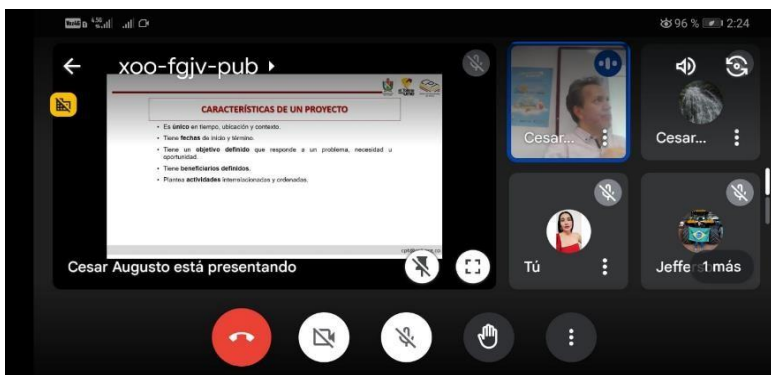 96 % 2:24
xoo-fgjv-pub
CARACTERÍSTICAS DE UN PROYECTO
• Es único en tiempo, ubicación y contexto.
• Tiene fechas de inicio y término.
• Tiene un objetivo definido que responde a un problema, necesidad u
oportunidad.
• Tiene beneficiarios definidos.
• Plantea actividades interrelacionadas y ordenadas.
Cesar Augusto está presentando
Cesar...
Cesar...
Tú
Jeffe
1 más